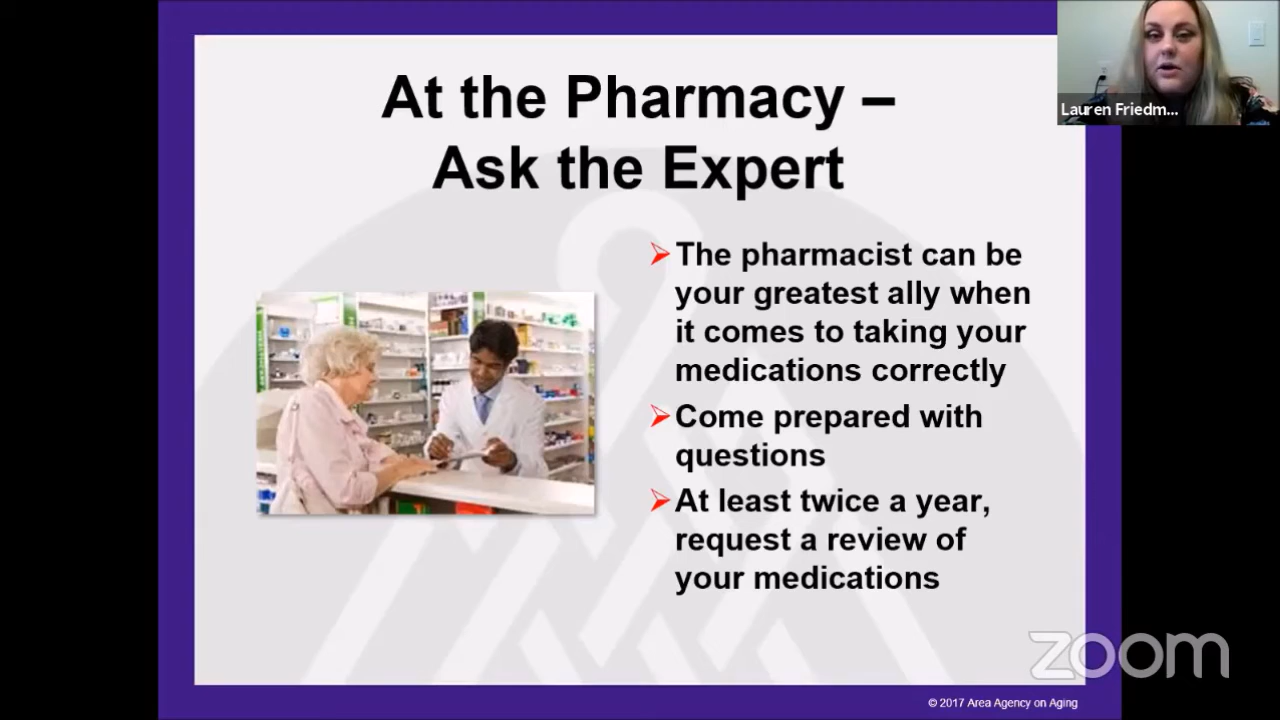 At the Pharmacy –
Ask the Expert
Lauren Friedm...
➢The pharmacist can be
your greatest ally when
it comes to taking your
medications correctly
➢Come prepared with
questions
➢At least twice a year,
request a review of
your medications
zoom
© 2017 Area Agency on Aging